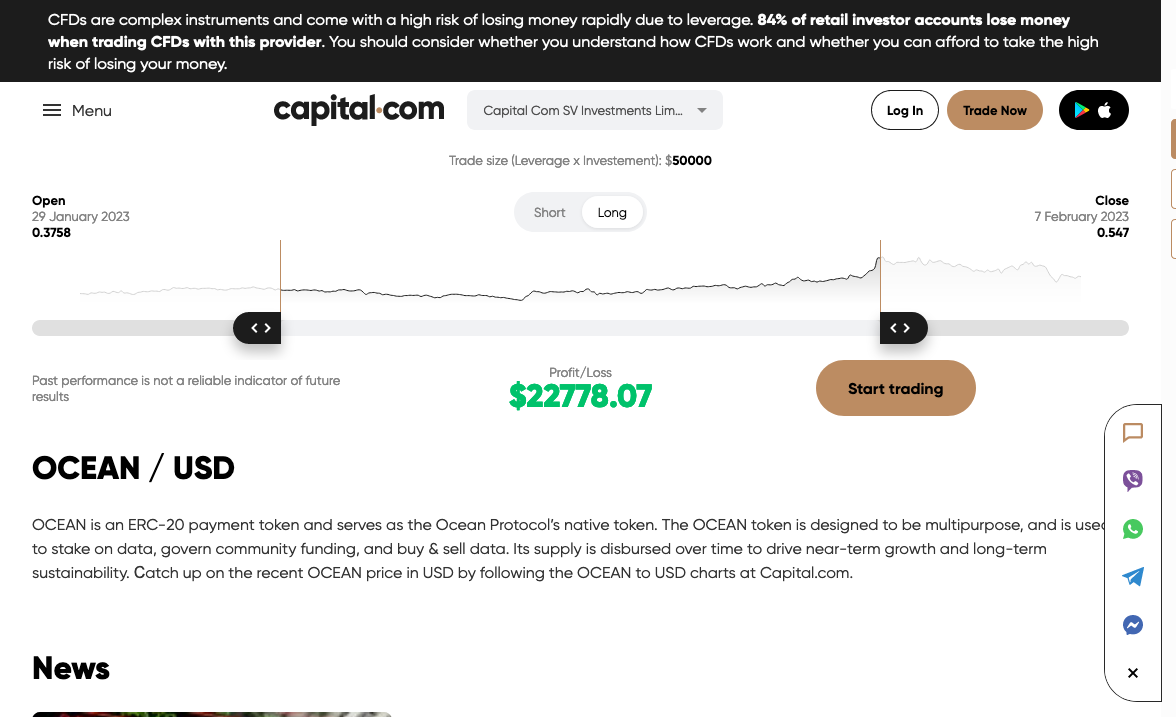 CFDs are complex instruments and come with a high risk of losing money rapidly due to leverage. 84% of retail investor accounts lose money
when trading CFDs with this provider. You should consider whether you understand how CFDs work and whether you can afford to take the high
risk of losing your money.
Menu
capital.com
Capital Com SV Investments Lim...
Log In
Trade Now
Trade size (Leverage x Investement): $50000
Open
29 January 2023
0.3758
Short
Long
Close
7 February 2023
0.547
Past performance is not a reliable indicator of future
results
Profit/Loss
$22778.07
Start trading
OCEAN / USD
OCEAN is an ERC-20 payment token and serves as the Ocean Protocol's native token. The OCEAN token is designed to be multipurpose, and is used
to stake on data, govern community funding, and buy & sell data. Its supply is disbursed over time to drive near-term growth and long-term
sustainability. Catch up on the recent OCEAN price in USD by following the OCEAN to USD charts at Capital.com.
News